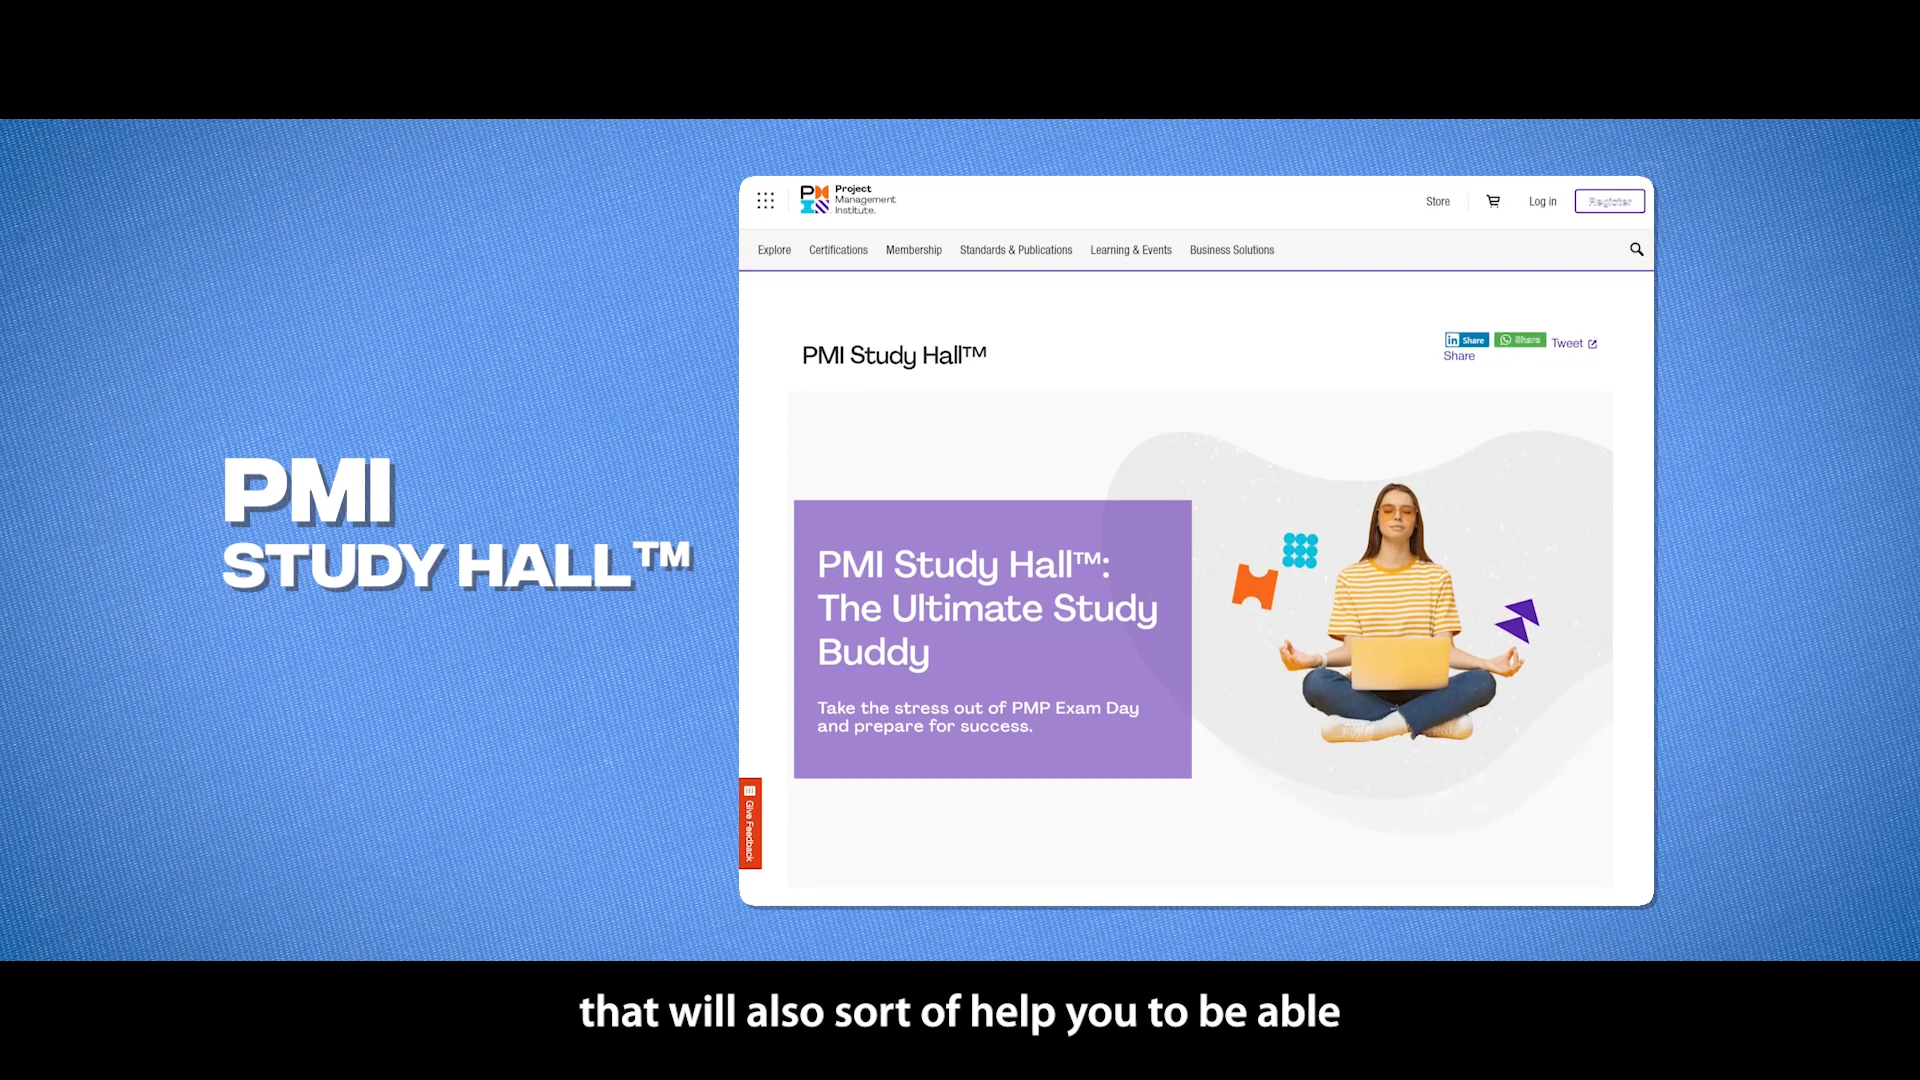 PMI
STUDY HALL™
Project
Management
Institute.
Store
Log in
Register
Explore
Certifications
Membership
Standards & Publications
Learning & Events
Business Solutions
PMI Study Hall™
in Share
Share
Tweet
Share
PMI Study Hall™:
The Ultimate Study
Buddy
Take the stress out of PMP Exam Day
and prepare for success.
Give Feedback
that will also sort of help you to be able